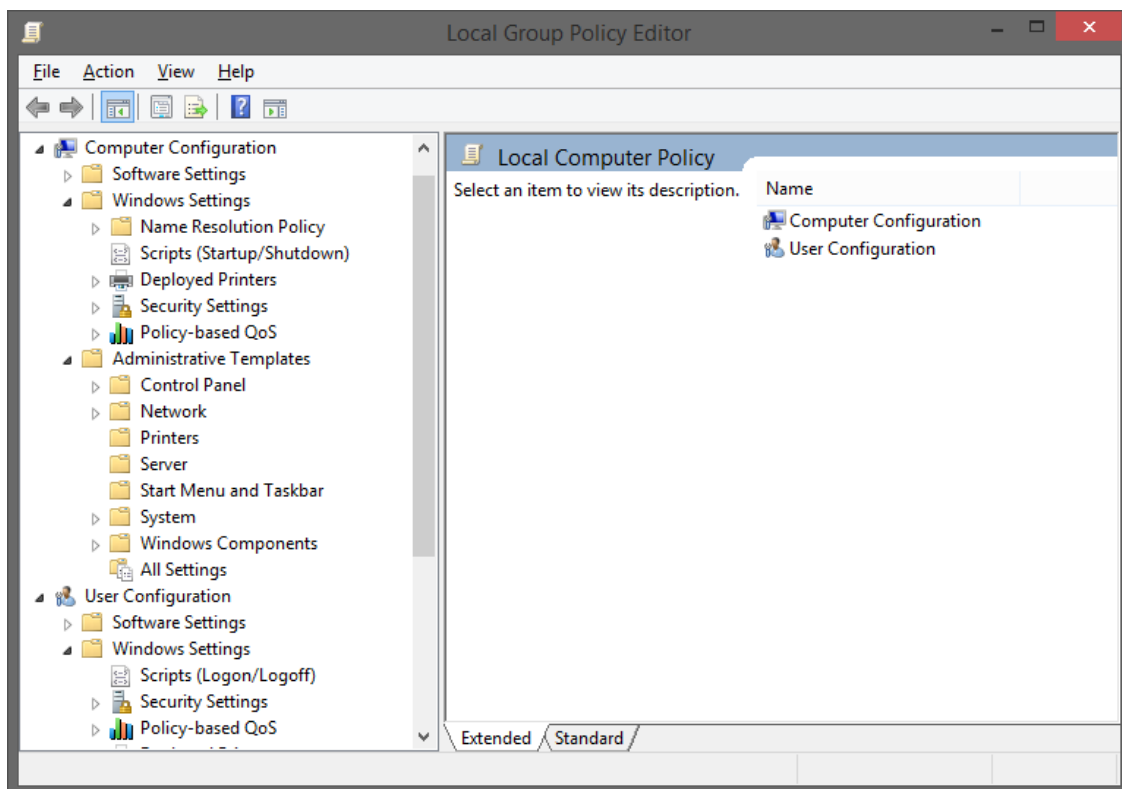 Local Group Policy Editor
File Action View Help
Computer Configuration
Software Settings
Windows Settings
Name Resolution Policy
Scripts (Startup/Shutdown)
Deployed Printers
Security Settings
Policy-based QoS
Administrative Templates
Control Panel
Network
Printers
Server
Start Menu and Taskbar
System
Windows Components
All Settings
User Configuration
Software Settings
Windows Settings
Scripts (Logon/Logoff)
Security Settings
Policy-based QoS
Local Computer Policy
Select an item to view its description.
Name
Computer Configuration
User Configuration
Extended Standard